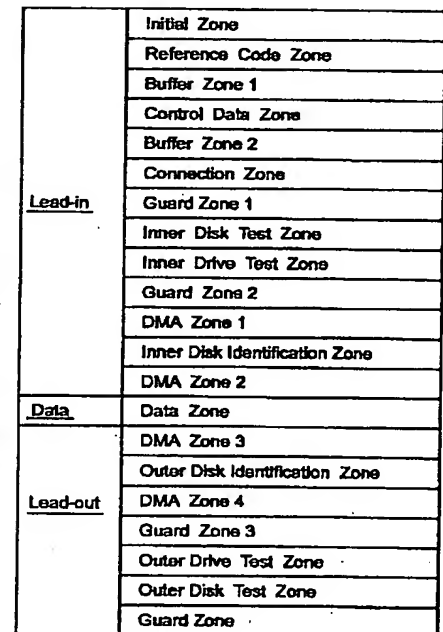 Initial Zone
Reference Code Zone
Buffer Zone 1
Control Data Zone
Buffer Zone 2
Connection Zone
Lead-in
Guard Zone 1
Inner Disk Test Zone
Inner Drive Test Zone
Guard Zone 2
DMA Zone 1
Inner Disk Identification Zone
DMA Zone 2
Data
Data Zone
DMA Zone 3
Outer Disk Identification Zone
Lead-out
DMA Zone 4
Guard Zone 3
Outer Drive Test Zone
Outer Disk Test Zone
Guard Zone